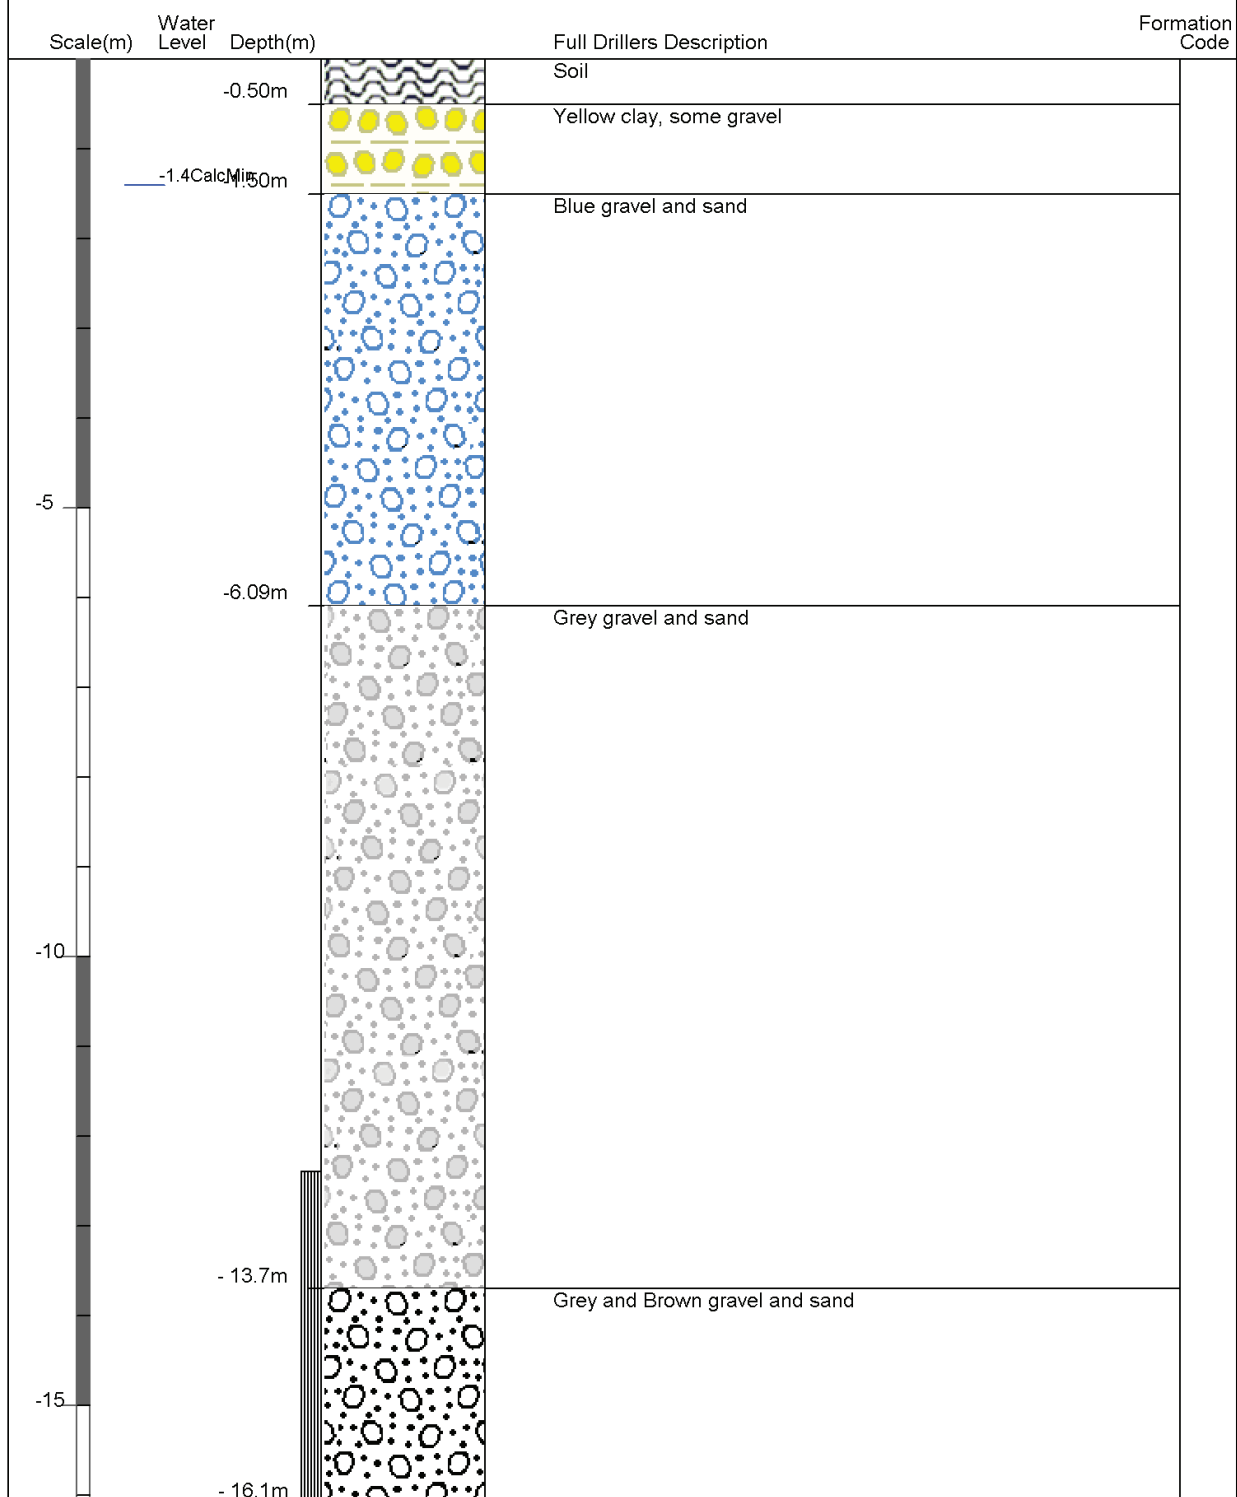 Scale(m) Water Level Depth(m) Full Drillers Description Formation Code
Soil
-0.50m
Yellow clay, some gravel
-1.4CalcMin
-1.50m
Blue gravel and sand
-5
-6.09m
Grey gravel and sand
-10
- 13.7m
Grey and Brown gravel and sand
-15
- 16.1m